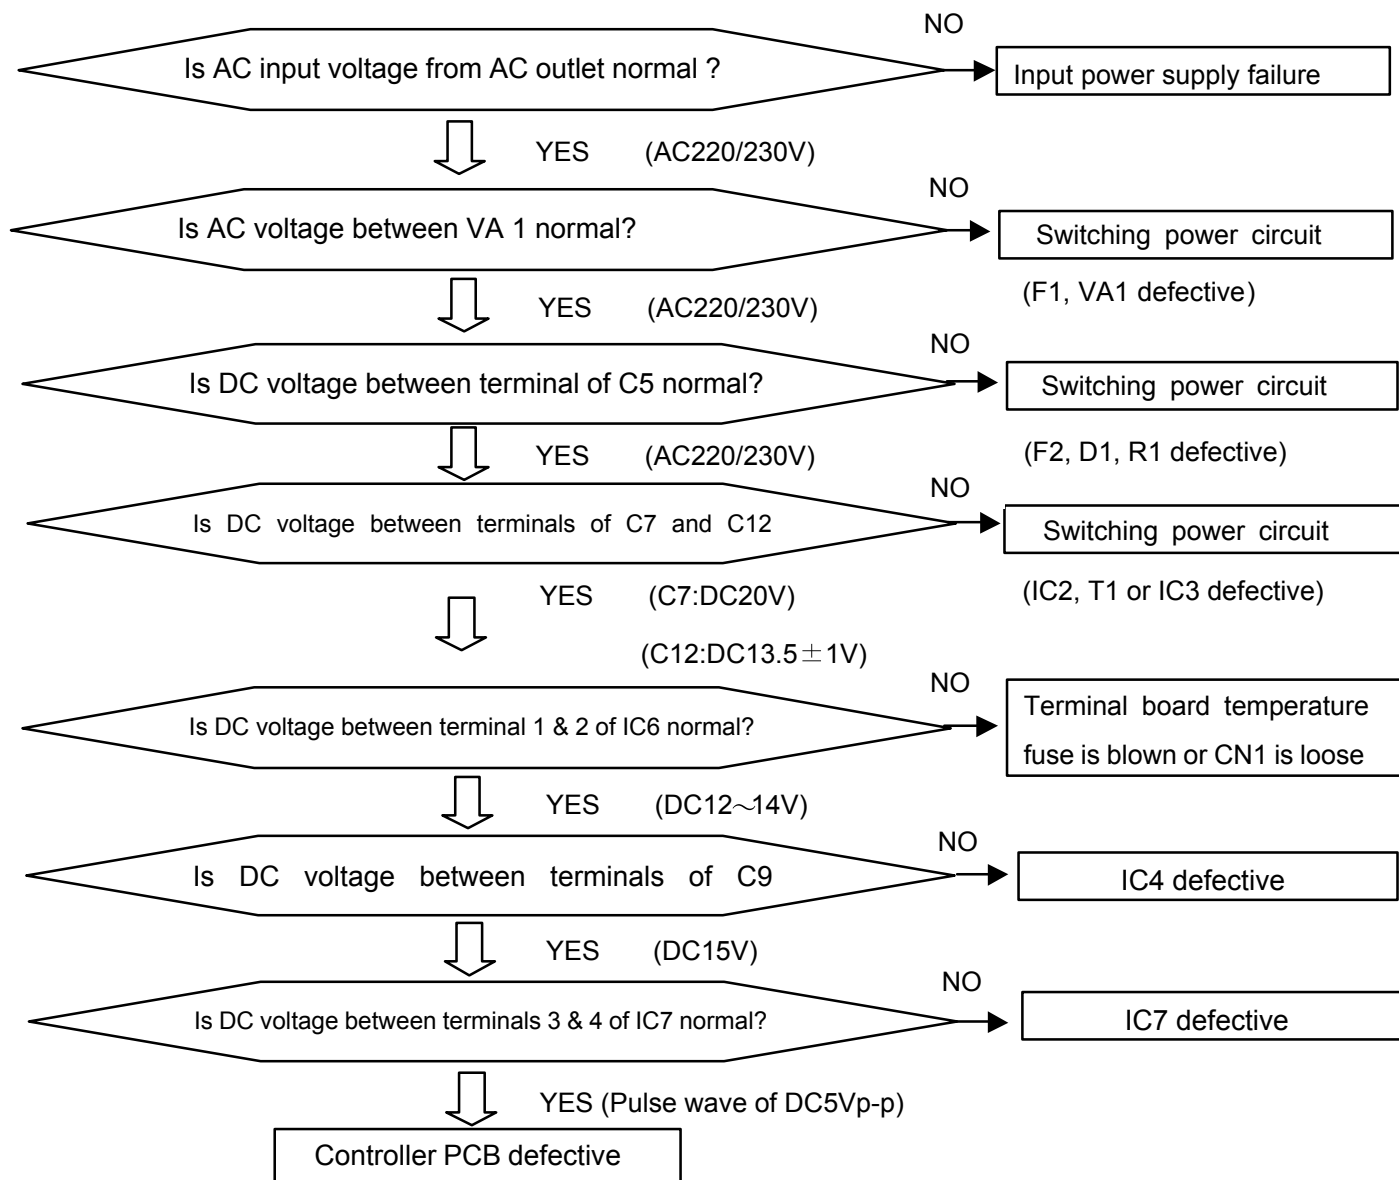 NO
Is AC input voltage from AC outlet normal ?
Input power supply failure
YES (AC220/230V)
NO
Is AC voltage between VA 1 normal?
Switching power circuit
(F1, VA1 defective)
YES (AC220/230V)
NO
Is DC voltage between terminal of C5 normal?
Switching power circuit
(F2, D1, R1 defective)
YES (AC220/230V)
NO
Is DC voltage between terminals of C7 and C12
Switching power circuit
(IC2, T1 or IC3 defective)
YES (C7:DC20V)
(C12:DC13.5±1V)
NO
Is DC voltage between terminal 1 & 2 of IC6 normal?
Terminal board temperature
fuse is blown or CN1 is loose
YES (DC12～14V)
NO
Is DC voltage between terminals of C9
IC4 defective
YES (DC15V)
NO
Is DC voltage between terminals 3 & 4 of IC7 normal?
IC7 defective
YES (Pulse wave of DC5Vp-p)
Controller PCB defective